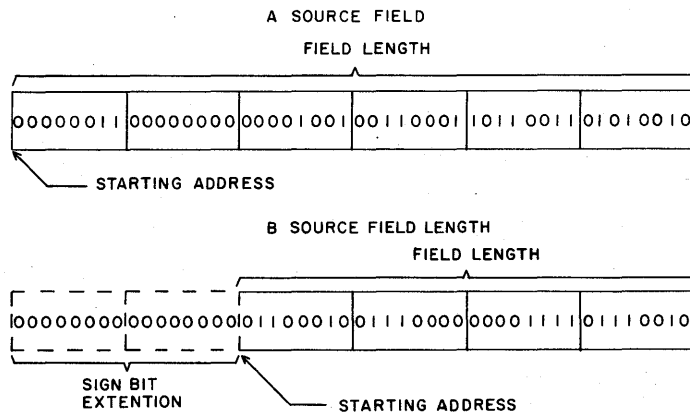 A SOURCE FIELD
FIELD LENGTH
00000011 00000000 00001001 00110001 10110011 01010010
STARTING ADDRESS
B SOURCE FIELD LENGTH
FIELD LENGTH
00000000 00000000 01100010 01110000 00001111 01110010
SIGN BIT
EXTENTION
STARTING ADDRESS